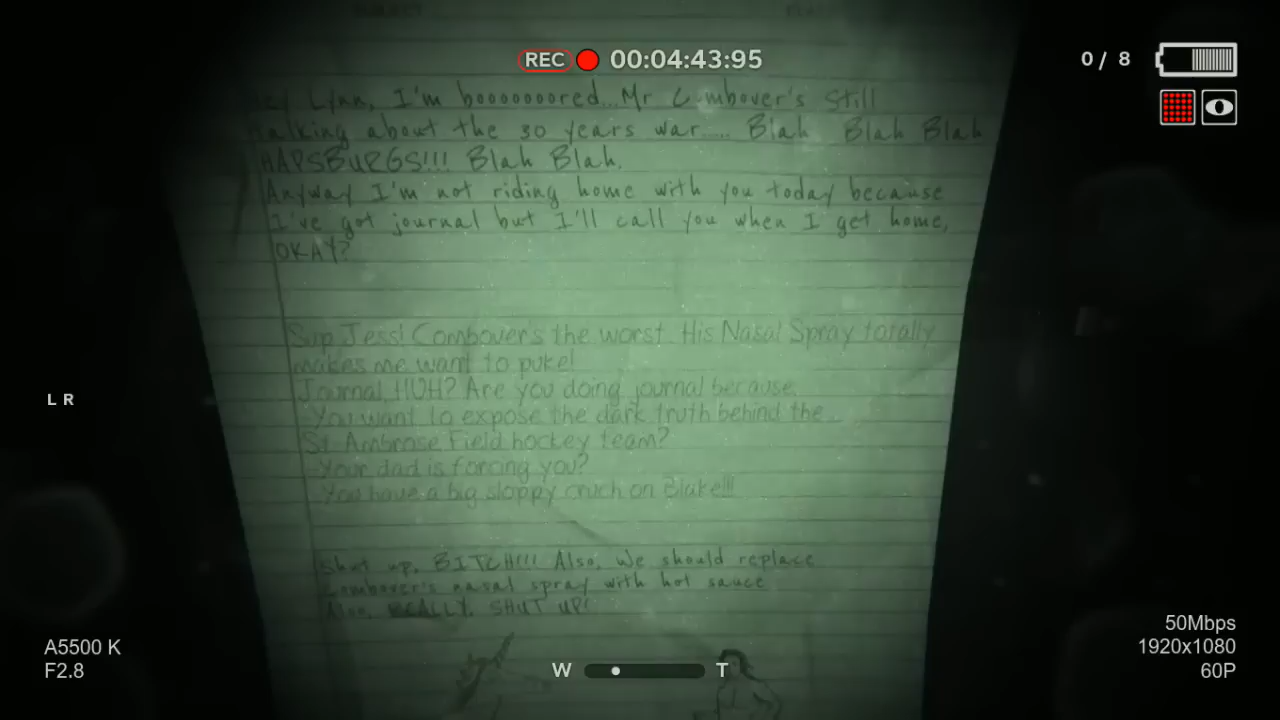 REC 00:04:43:95
0 / 8
Lynn, I'm boooooooored...Mr Combover's Still
talking about the 30 years war..... Blah Blah Blah
HAPSBURGS!!! Blah Blah.
Anyway I'm not riding home with you today because
I've got journal but I'll call you when I get home,
OKAY?
Sup Jess! Combover's the worst. His Nasal Spray totally
makes me want to puke!
Journal, HUH? Are you doing journal because.
-You want to expose the dark truth behind the
St. Ambrose Field hockey team?
-Your dad is forcing you?
-You have a big sloppy cruch on Blake!!!
Shut up, BITCH!!! Also, we should replace
Combover's nasal spray with hot sauce
Also, REALLY. SHUT UP!
L R
A5500 K
F2.8
W T
50Mbps
1920x1080
60P